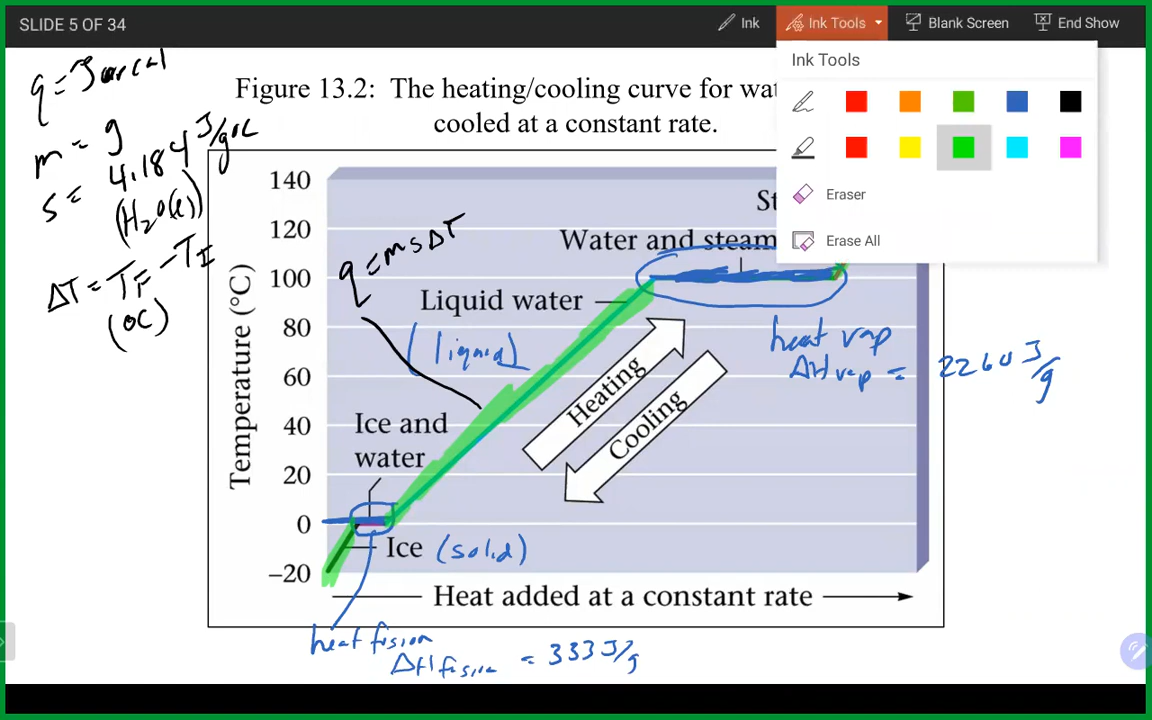 SLIDE 5 OF 34
Ink
Ink Tools
Blank Screen
End Show
Ink Tools
Eraser
Erase All
Figure 13.2: The heating/cooling curve for wa
cooled at a constant rate.
q = J or cal
m = g
s = 4.184 J/g°C
(H2O(l))
ΔT = TF - TI
(°C)
140
120
100
80
60
40
20
0
–20
Temperature (°C)
St
Water and steam
q = m s ΔT
Liquid water
(liquid)
heat vap
ΔHvap = 2260 J/g
Heating
Cooling
Ice and
water
Ice (solid)
Heat added at a constant rate
heat fusion
ΔHfusion = 333 J/g